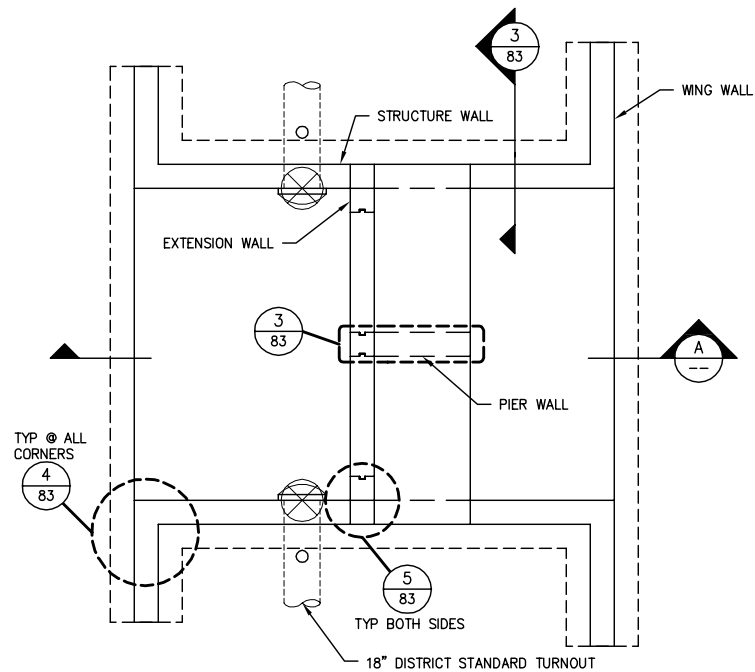 3
83
WING WALL
STRUCTURE WALL
EXTENSION WALL
3
83
A
--
PIER WALL
TYP @ ALL
CORNERS
4
83
5
83
TYP BOTH SIDES
18" DISTRICT STANDARD TURNOUT